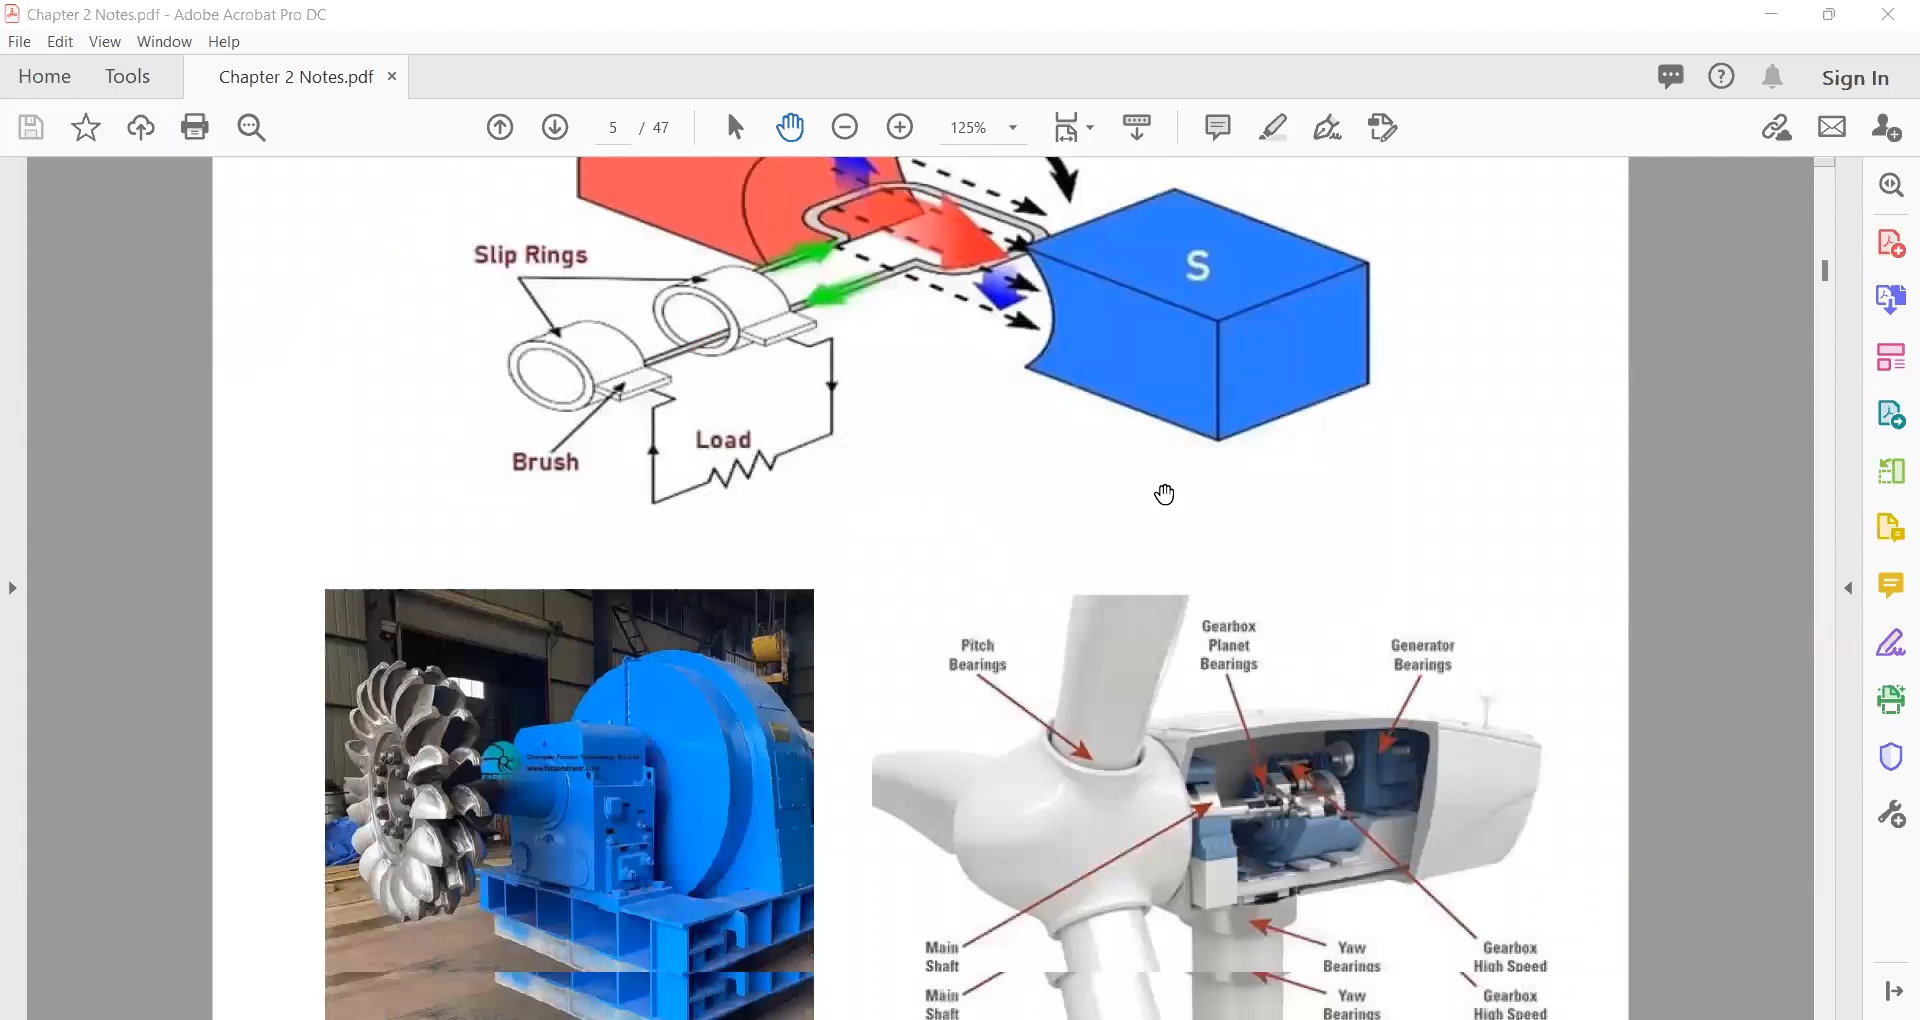 Chapter 2 Notes.pdf - Adobe Acrobat Pro DC
File Edit View Window Help
Home Tools Chapter 2 Notes.pdf × Sign In
5 / 47 125%
Slip Rings
S
Load
Brush
Pitch
Bearings
Gearbox
Planet
Bearings
Generator
Bearings
Main
Shaft
Yaw
Bearings
Gearbox
High Speed
Main
Shaft
Yaw
Bearings
Gearbox
High Speed